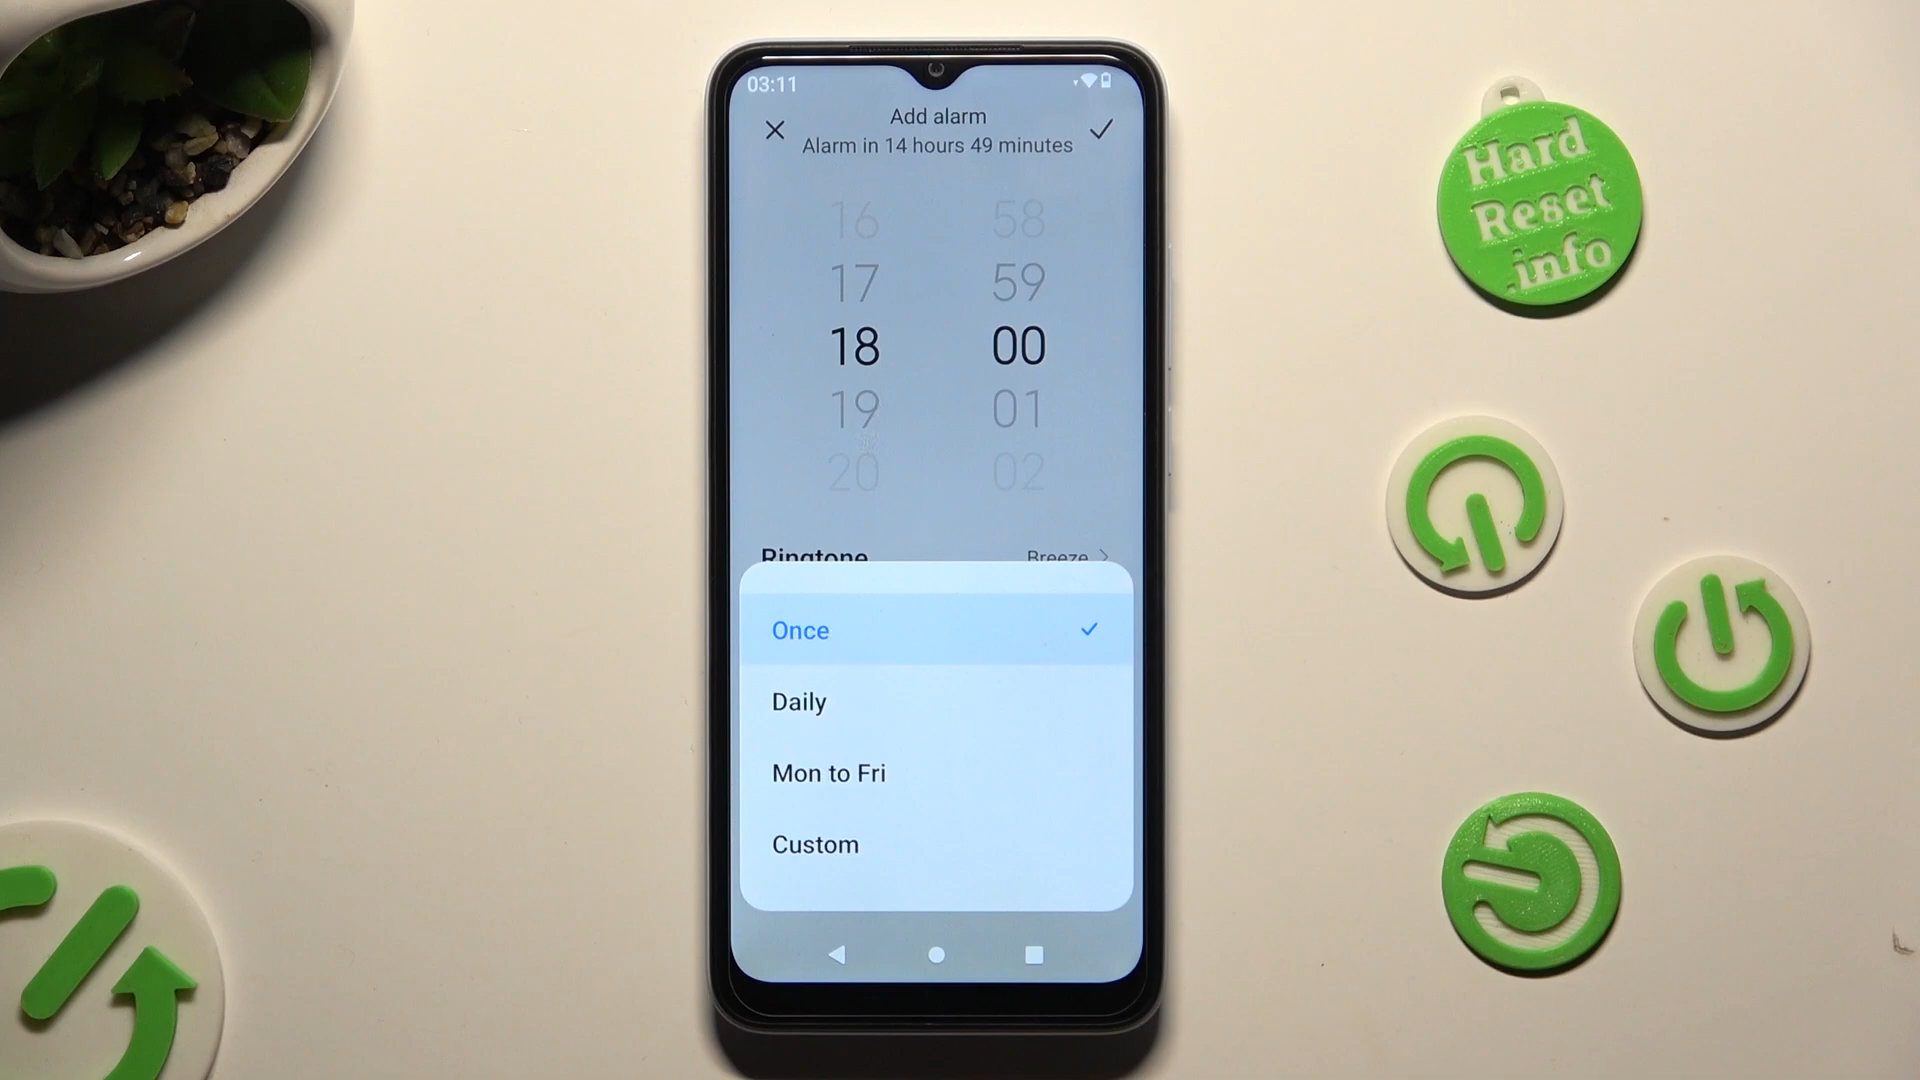 03:11
Add alarm
Alarm in 14 hours 49 minutes
16 58
17 59
18 00
19 01
20 02
Ringtone Breeze
Once
Daily
Mon to Fri
Custom
Hard
Reset
.info